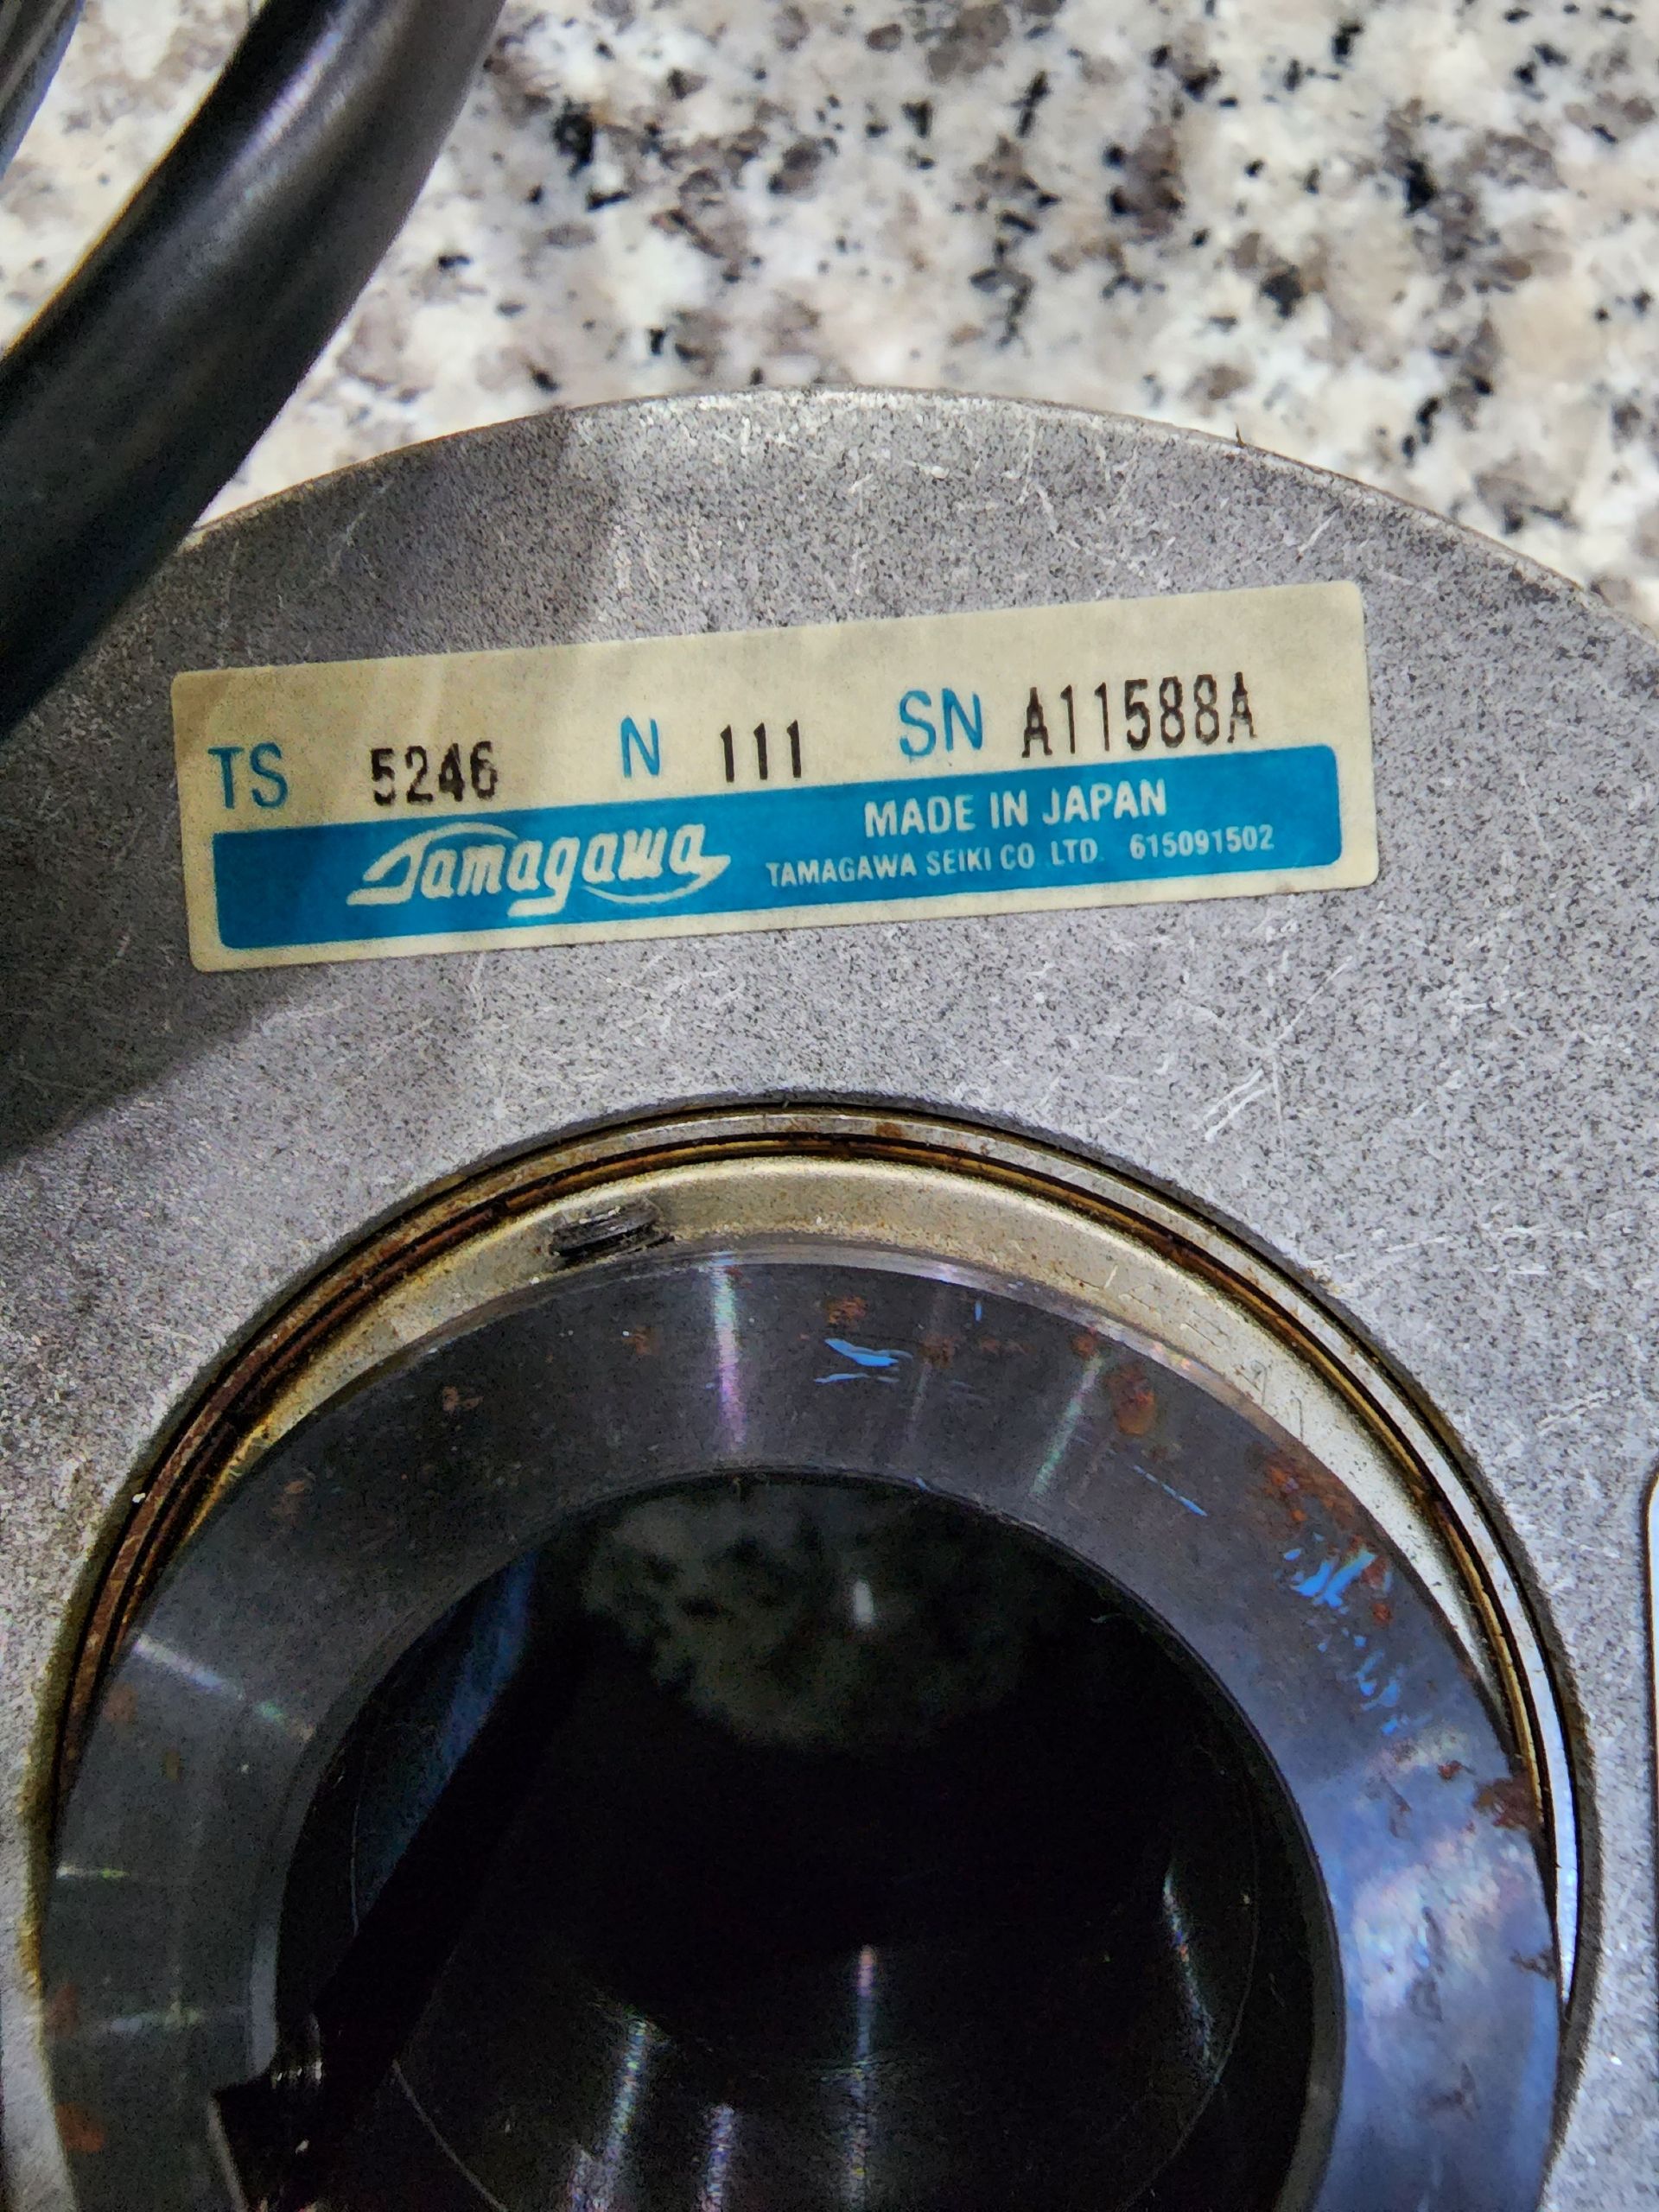 TS 5246 N 111 SN A11588A
Tamagawa
MADE IN JAPAN
TAMAGAWA SEIKI CO LTD. 615091502